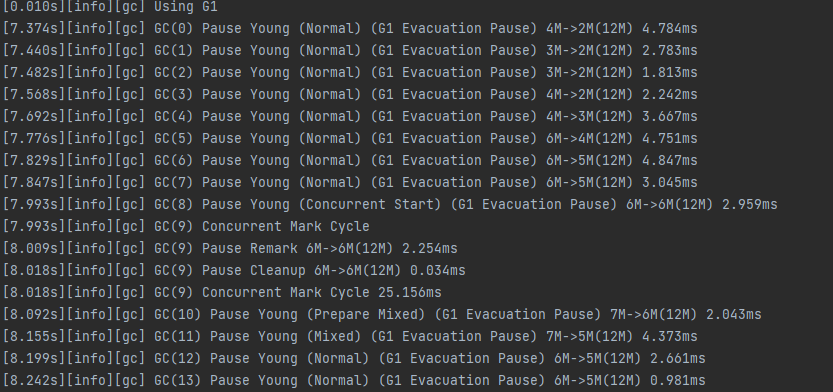 [0.010s][info][gc] Using G1
[7.374s][info][gc] GC(0) Pause Young (Normal) (G1 Evacuation Pause) 4M->2M(12M) 4.784ms
[7.440s][info][gc] GC(1) Pause Young (Normal) (G1 Evacuation Pause) 3M->2M(12M) 2.783ms
[7.482s][info][gc] GC(2) Pause Young (Normal) (G1 Evacuation Pause) 3M->2M(12M) 1.813ms
[7.568s][info][gc] GC(3) Pause Young (Normal) (G1 Evacuation Pause) 4M->2M(12M) 2.242ms
[7.692s][info][gc] GC(4) Pause Young (Normal) (G1 Evacuation Pause) 4M->3M(12M) 3.667ms
[7.776s][info][gc] GC(5) Pause Young (Normal) (G1 Evacuation Pause) 6M->4M(12M) 4.751ms
[7.829s][info][gc] GC(6) Pause Young (Normal) (G1 Evacuation Pause) 6M->5M(12M) 4.847ms
[7.847s][info][gc] GC(7) Pause Young (Normal) (G1 Evacuation Pause) 6M->5M(12M) 3.045ms
[7.993s][info][gc] GC(8) Pause Young (Concurrent Start) (G1 Evacuation Pause) 6M->6M(12M) 2.959ms
[7.993s][info][gc] GC(9) Concurrent Mark Cycle
[8.009s][info][gc] GC(9) Pause Remark 6M->6M(12M) 2.254ms
[8.018s][info][gc] GC(9) Pause Cleanup 6M->6M(12M) 0.034ms
[8.018s][info][gc] GC(9) Concurrent Mark Cycle 25.156ms
[8.092s][info][gc] GC(10) Pause Young (Prepare Mixed) (G1 Evacuation Pause) 7M->6M(12M) 2.043ms
[8.155s][info][gc] GC(11) Pause Young (Mixed) (G1 Evacuation Pause) 7M->5M(12M) 4.373ms
[8.199s][info][gc] GC(12) Pause Young (Normal) (G1 Evacuation Pause) 6M->5M(12M) 2.661ms
[8.242s][info][gc] GC(13) Pause Young (Normal) (G1 Evacuation Pause) 6M->5M(12M) 0.981ms